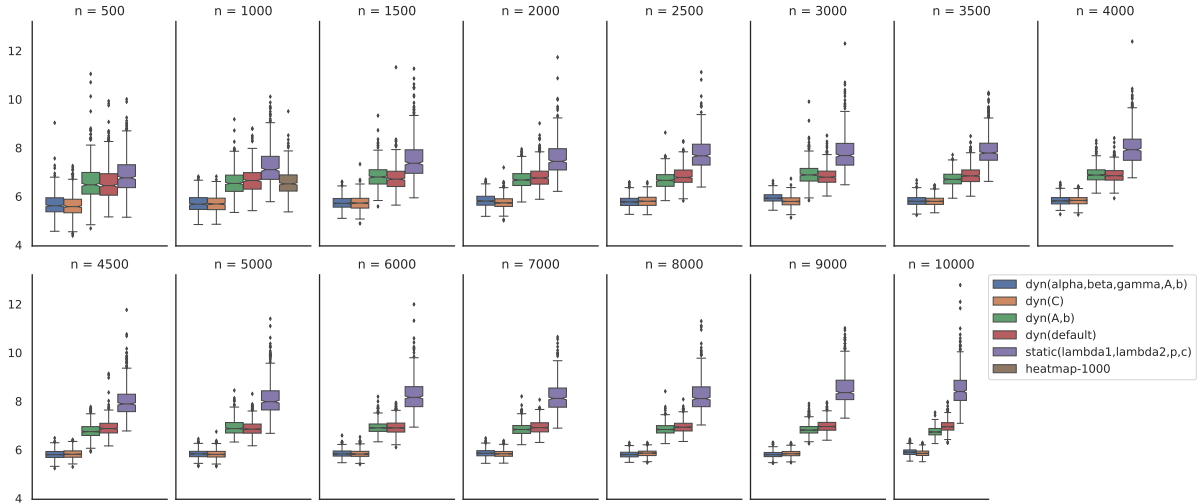 n = 500
n = 1000
n = 1500
n = 2000
n = 2500
n = 3000
n = 3500
n = 4000
12
10
8
6
4
n = 4500
n = 5000
n = 6000
n = 7000
n = 8000
n = 9000
n = 10000
12
10
8
6
4
dyn(alpha,beta,gamma,A,b)
dyn(C)
dyn(A,b)
dyn(default)
static(lambda1,lambda2,p,c)
heatmap-1000